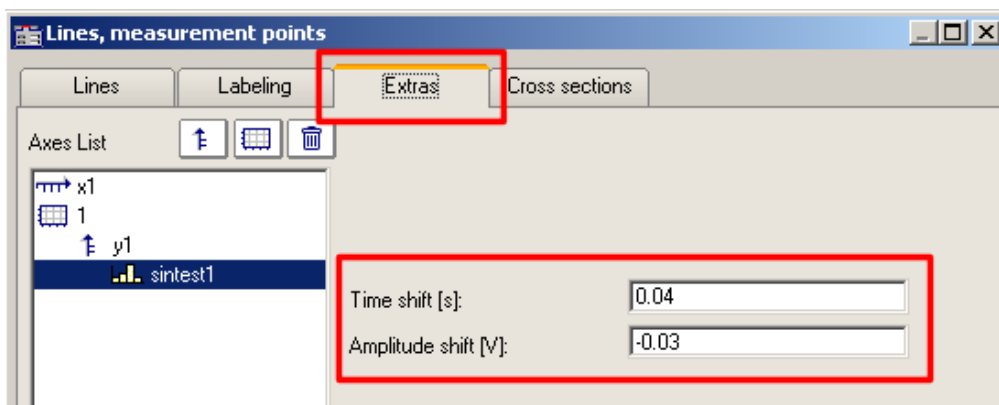 Lines, measurement points
Lines Labeling Extras Cross sections
Axes List
x1
1
y1
sintest1
Time shift [s]: 0.04
Amplitude shift [V]: -0.03